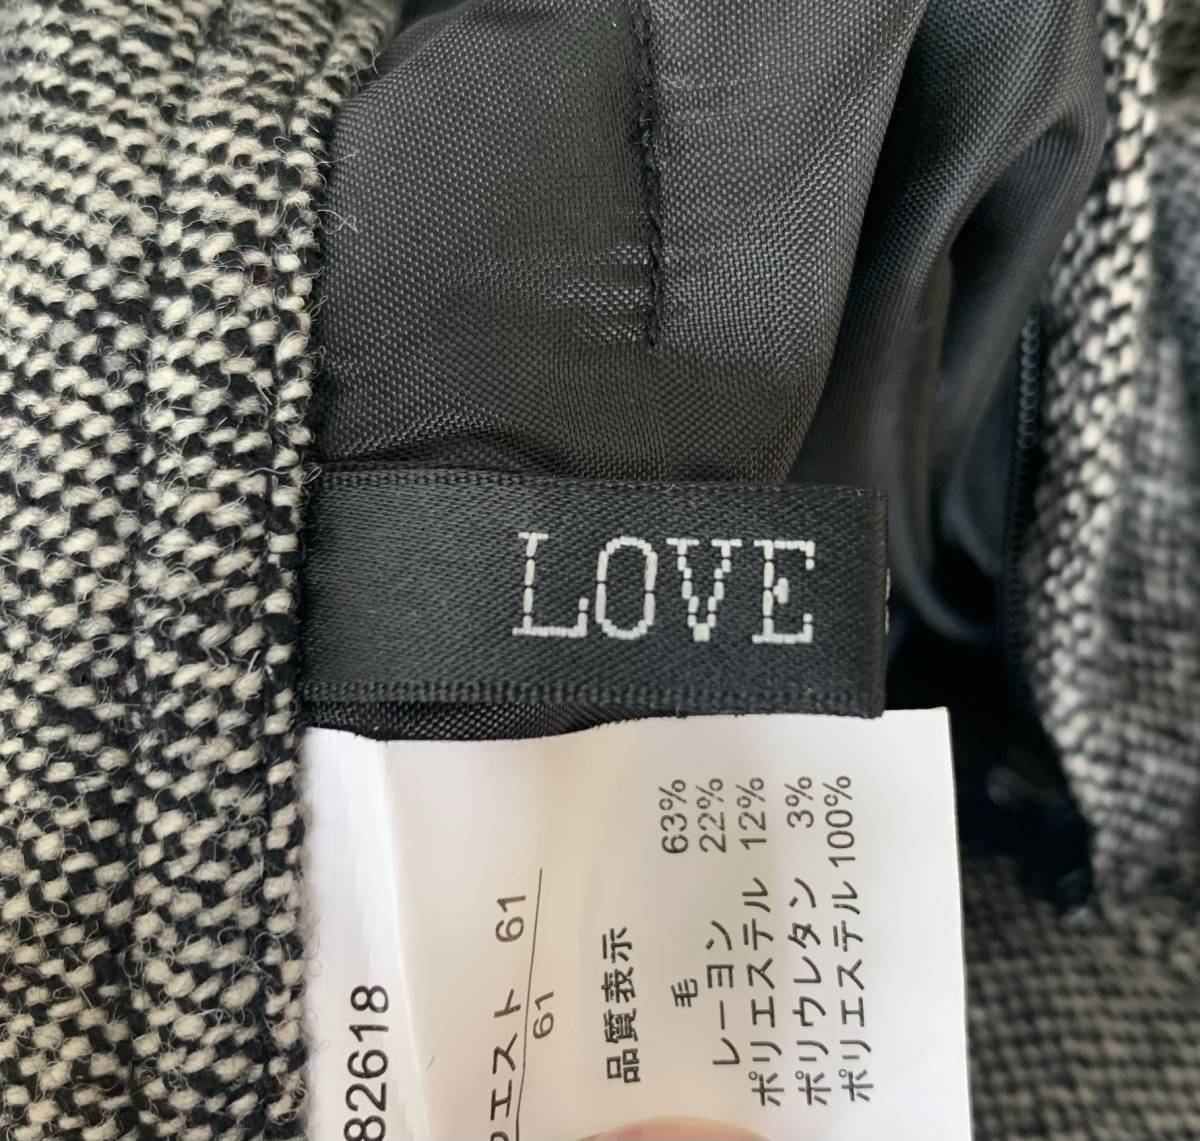 LOVE
82618
エスト 61
61
品質表示
毛 63%
レーヨン 22%
ポリエステル 12%
ポリウレタン 3%
ポリエステル 100%